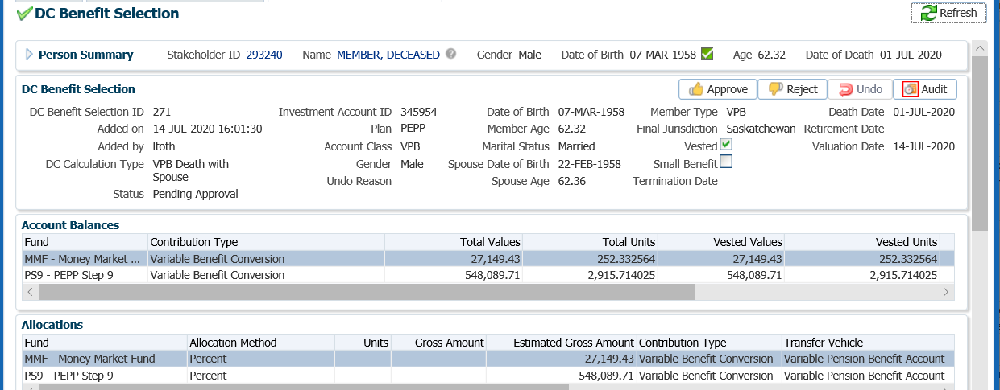 DC Benefit Selection Refresh
Person Summary Stakeholder ID 293240 Name MEMBER, DECEASED ? Gender Male Date of Birth 07-MAR-1958 Age 62.32 Date of Death 01-JUL-2020
DC Benefit Selection Approve Reject Undo Audit
DC Benefit Selection ID 271 Investment Account ID 345954 Date of Birth 07-MAR-1958 Member Type VPB Death Date 01-JUL-2020
Added on 14-JUL-2020 16:01:30 Plan PEPP Member Age 62.32 Final Jurisdiction Saskatchewan Retirement Date
Added by ltoth Account Class VPB Marital Status Married Vested Valuation Date 14-JUL-2020
DC Calculation Type VPB Death with Gender Male Spouse Date of Birth 22-FEB-1958 Small Benefit
Spouse Undo Reason Spouse Age 62.36 Termination Date
Status Pending Approval
Account Balances
Fund Contribution Type Total Values Total Units Vested Values Vested Units
MMF - Money Market ... Variable Benefit Conversion 27,149.43 252.332564 27,149.43 252.332564
PS9 - PEPP Step 9 Variable Benefit Conversion 548,089.71 2,915.714025 548,089.71 2,915.714025
Allocations
Fund Allocation Method Units Gross Amount Estimated Gross Amount Contribution Type Transfer Vehicle
MMF - Money Market Fund Percent 27,149.43 Variable Benefit Conversion Variable Pension Benefit Account
PS9 - PEPP Step 9 Percent 548,089.71 Variable Benefit Conversion Variable Pension Benefit Account